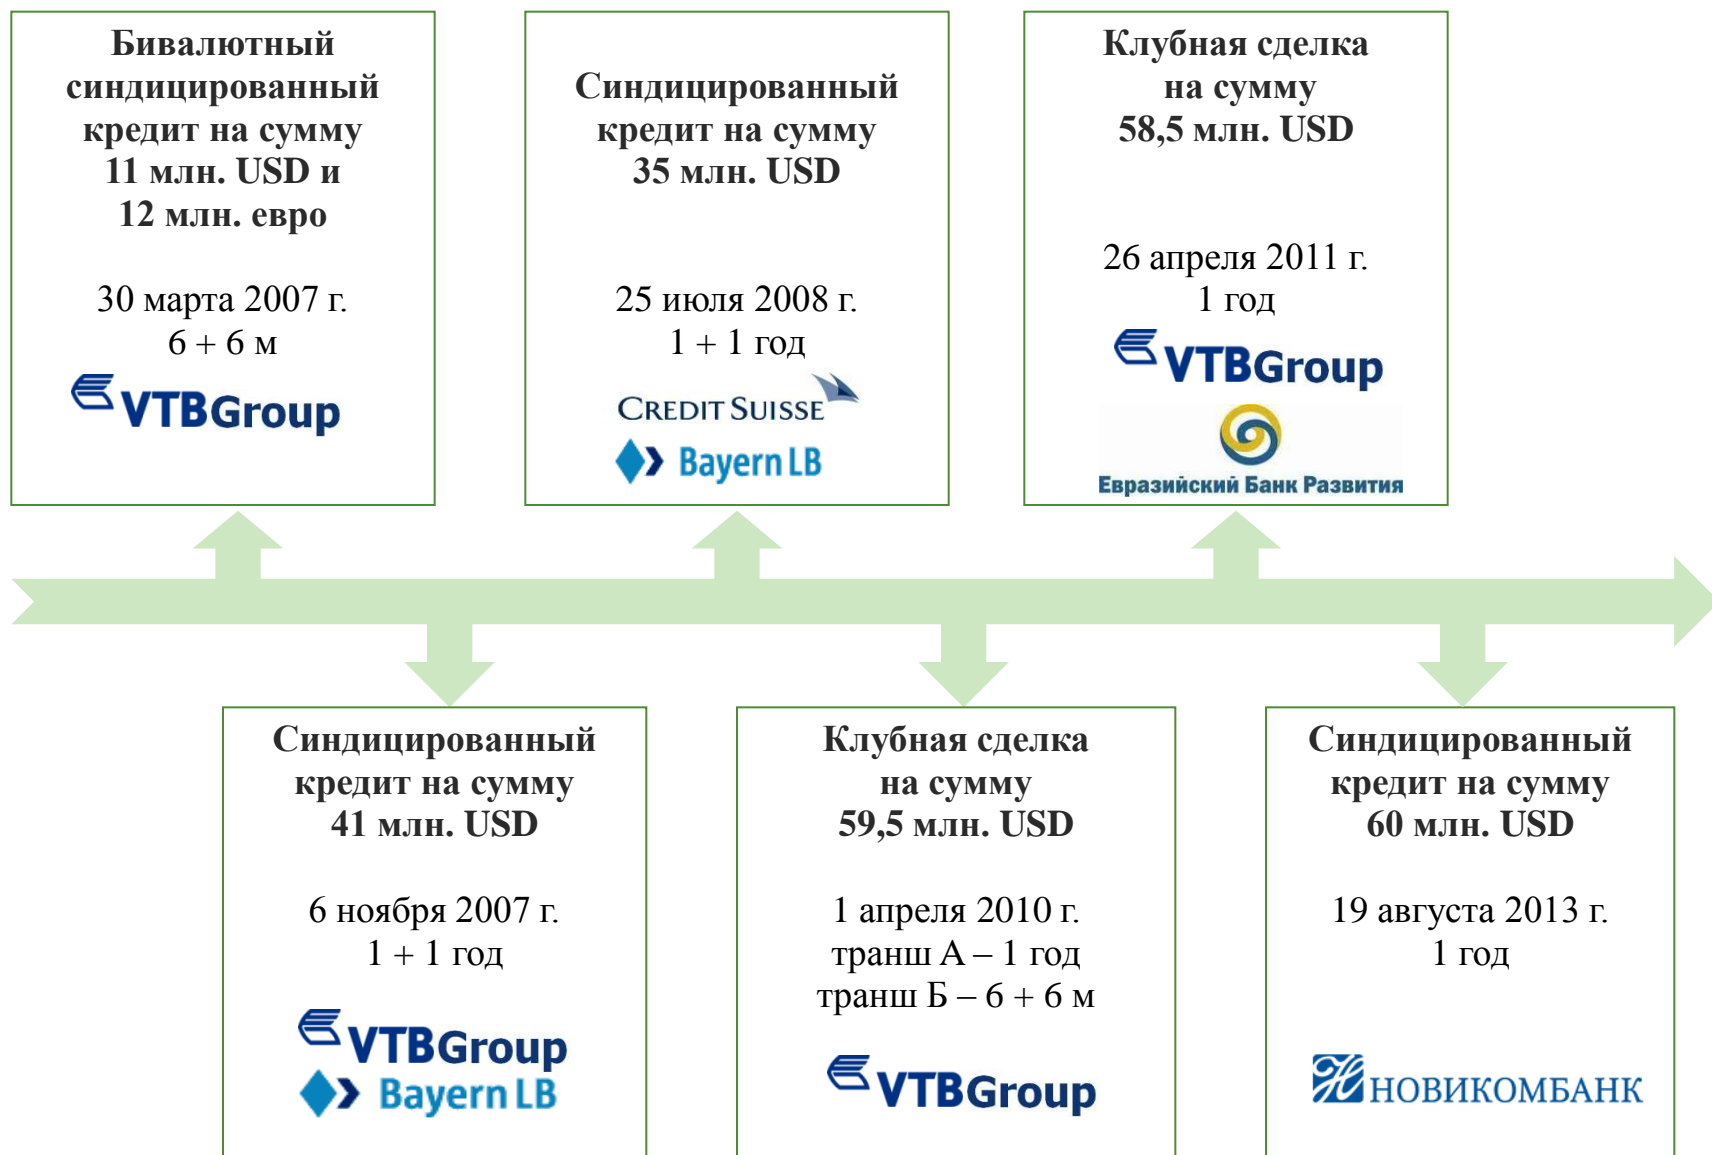 Бивалютный
синдицированный
кредит на сумму
11 млн. USD и
12 млн. евро
30 марта 2007 г.
6 + 6 м
VTBGroup
Синдицированный
кредит на сумму
35 млн. USD
25 июля 2008 г.
1 + 1 год
CREDIT SUISSE
Bayern LB
Клубная сделка
на сумму
58,5 млн. USD
26 апреля 2011 г.
1 год
VTBGroup
Евразийский Банк Развития
Синдицированный
кредит на сумму
41 млн. USD
6 ноября 2007 г.
1 + 1 год
VTBGroup
Bayern LB
Клубная сделка
на сумму
59,5 млн. USD
1 апреля 2010 г.
транш А – 1 год
транш Б – 6 + 6 м
VTBGroup
Синдицированный
кредит на сумму
60 млн. USD
19 августа 2013 г.
1 год
НОВИКОМБАНК